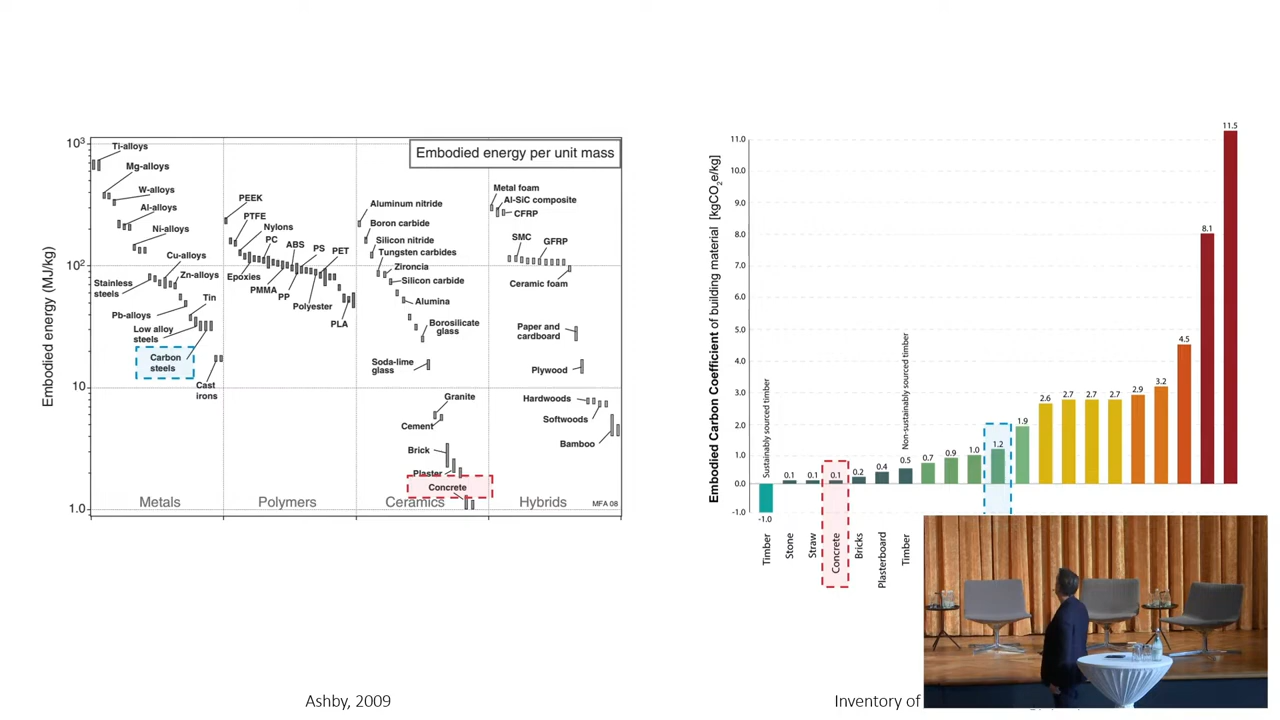 Embodied energy per unit mass
Embodied energy (MJ/kg)
10³
10²
10
1.0
Ti-alloys
Mg-alloys
W-alloys
Al-alloys
Ni-alloys
Cu-alloys
Zn-alloys
Stainless
steels
Tin
Pb-alloys
Low alloy
steels
Carbon
steels
Cast
irons
Metals
PEEK
PTFE
Nylons
PC
ABS
PS
PET
Epoxies
PMMA
PP
Polyester
PLA
Polymers
Aluminum nitride
Boron carbide
Silicon nitride
Tungsten carbides
Zirconcia
Silicon carbide
Alumina
Borosilicate
glass
Soda-lime
glass
Granite
Cement
Brick
Plaster
Concrete
Ceramics
Metal foam
Al-SiC composite
CFRP
SMC
GFRP
Ceramic foam
Paper and
cardboard
Plywood
Hardwoods
Softwoods
Bamboo
Hybrids
MFA 08
Ashby, 2009
Embodied Carbon Coefficient of building material [kgCO₂e/kg]
11.0
10.0
9.0
8.0
7.0
6.0
5.0
4.0
3.0
2.0
1.0
0.0
-1.0
Sustainably sourced timber
Non-sustainably sourced timber
-1.0
0.1
0.1
0.1
0.2
0.4
0.5
0.7
0.9
1.0
1.2
1.9
2.6
2.7
2.7
2.7
2.9
3.2
4.5
8.1
11.5
Timber
Stone
Straw
Concrete
Bricks
Plasterboard
Timber
Inventory of